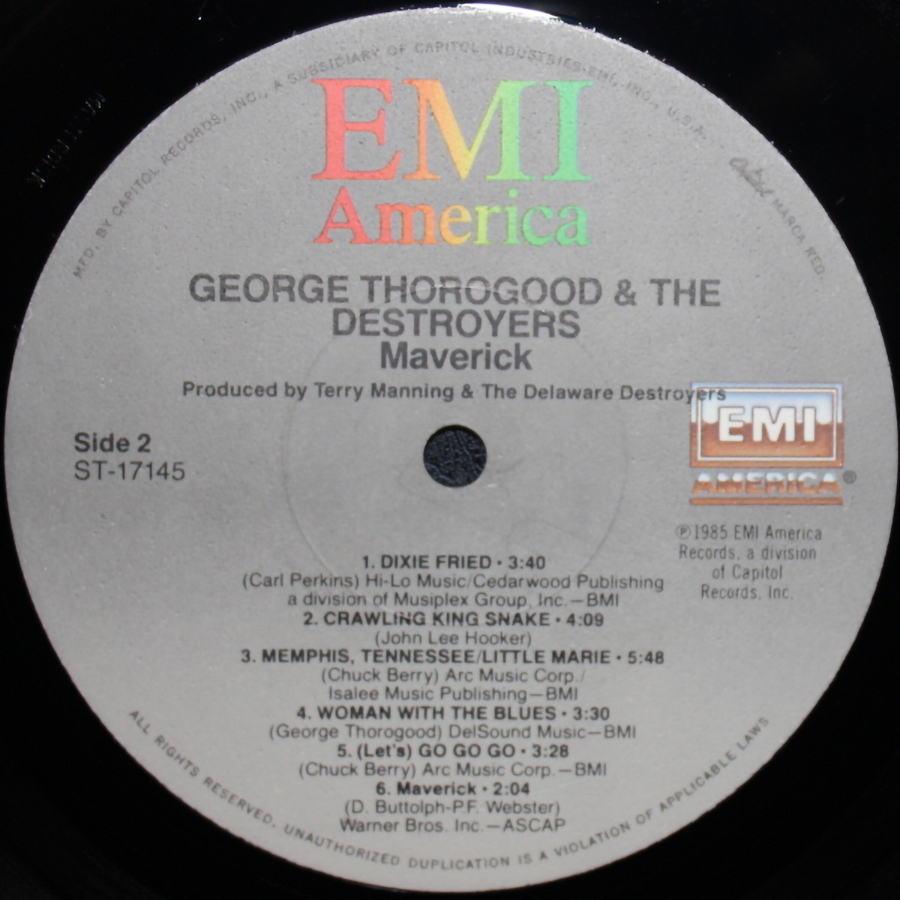 MFD. BY CAPITOL RECORDS, INC., A SUBSIDIARY OF CAPITOL INDUSTRIES-EMI, INC., U.S.A.
Capitol MARCA REG.
EMI
America
GEORGE THOROGOOD & THE
DESTROYERS
Maverick
Produced by Terry Manning & The Delaware Destroyers
Side 2
ST-17145
EMI
AMERICA®
℗1985 EMI America
Records, a division
of Capitol
Records, Inc.
1. DIXIE FRIED • 3:40
(Carl Perkins) Hi-Lo Music/Cedarwood Publishing
a division of Musiplex Group, Inc.—BMI
2. CRAWLING KING SNAKE • 4:09
(John Lee Hooker)
3. MEMPHIS, TENNESSEE/LITTLE MARIE • 5:48
(Chuck Berry) Arc Music Corp./
Isalee Music Publishing—BMI
4. WOMAN WITH THE BLUES • 3:30
(George Thorogood) DelSound Music—BMI
5. (Let's) GO GO GO • 3:28
(Chuck Berry) Arc Music Corp.—BMI
6. Maverick • 2:04
(D. Buttolph-P.F. Webster)
Warner Bros. Inc.—ASCAP
ALL RIGHTS RESERVED. UNAUTHORIZED DUPLICATION IS A VIOLATION OF APPLICABLE LAWS